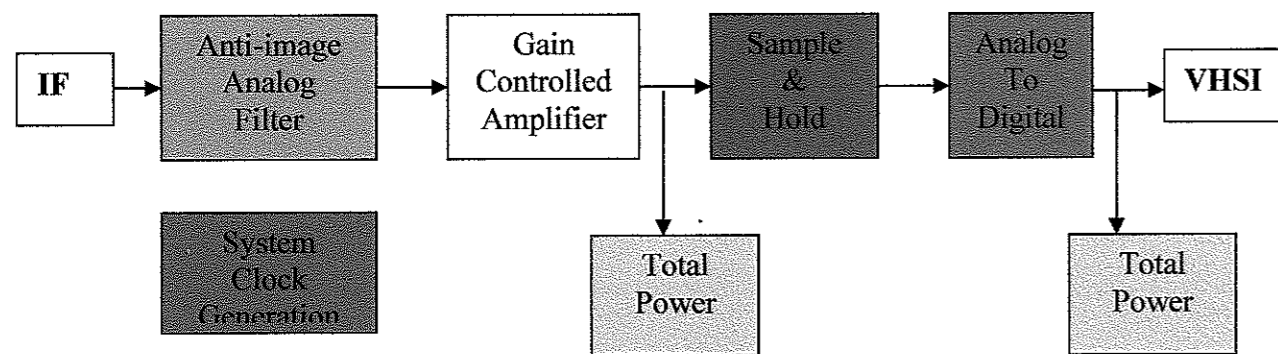 IF
Anti-image
Analog
Filter
Gain
Controlled
Amplifier
Sample
&
Hold
Analog
To
Digital
VHSI
System
Clock
Generation
Total
Power
Total
Power